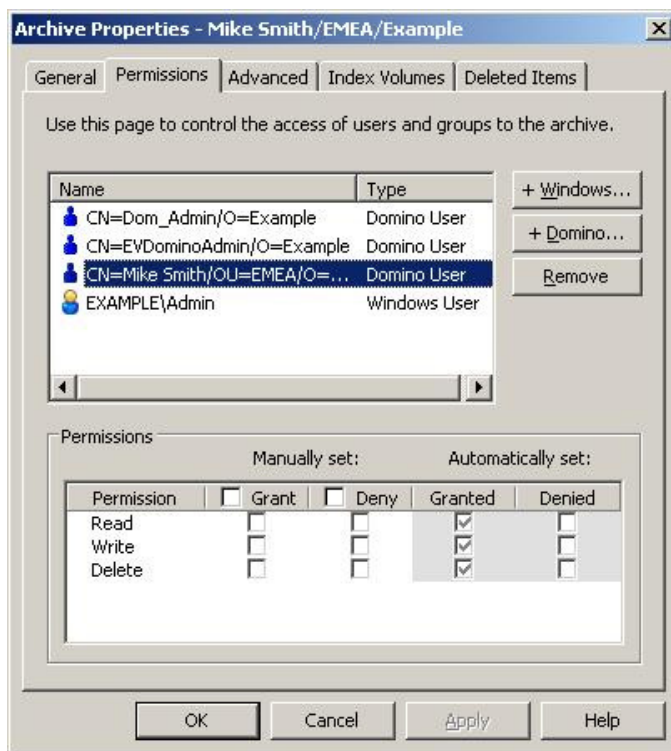 Archive Properties - Mike Smith/EMEA/Example
General Permissions Advanced Index Volumes Deleted Items
Use this page to control the access of users and groups to the archive.
Name Type
CN=Dom_Admin/O=Example Domino User
CN=EVDominoAdmin/O=Example Domino User
CN=Mike Smith/OU=EMEA/O=... Domino User
EXAMPLE\Admin Windows User
+ Windows...
+ Domino...
Remove
Permissions
Manually set: Automatically set:
Permission Grant Deny Granted Denied
Read
Write
Delete
OK Cancel Apply Help